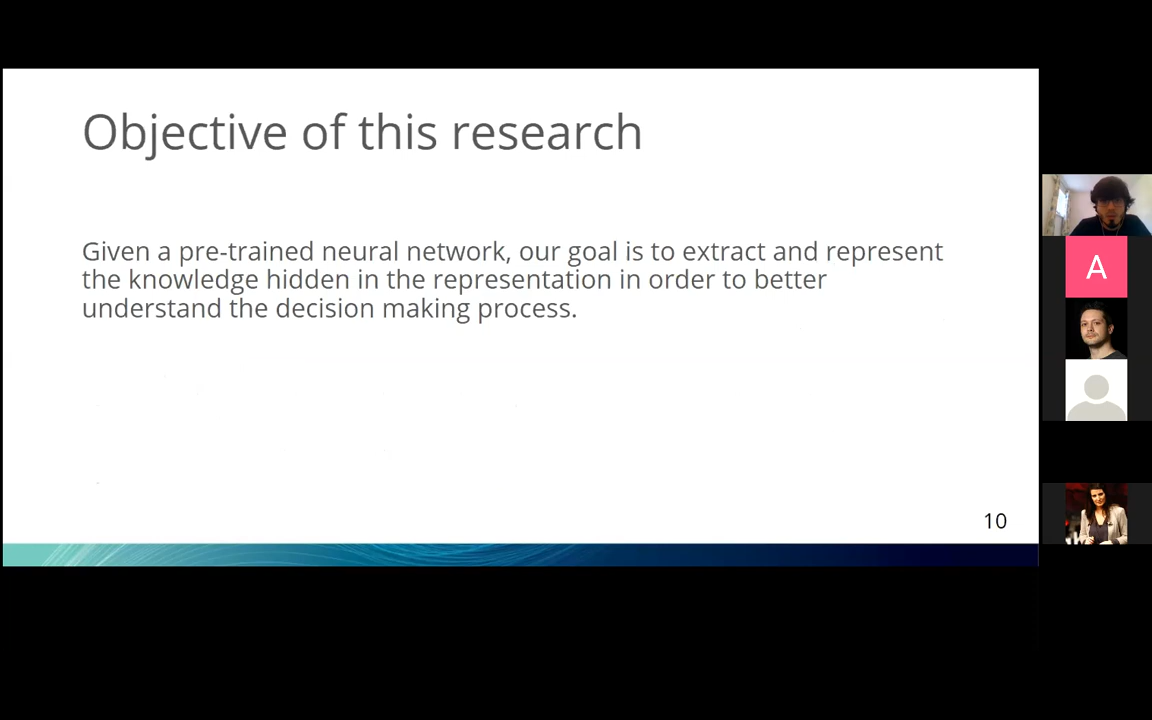 Objective of this research
Given a pre-trained neural network, our goal is to extract and represent
the knowledge hidden in the representation in order to better
understand the decision making process.
10
A